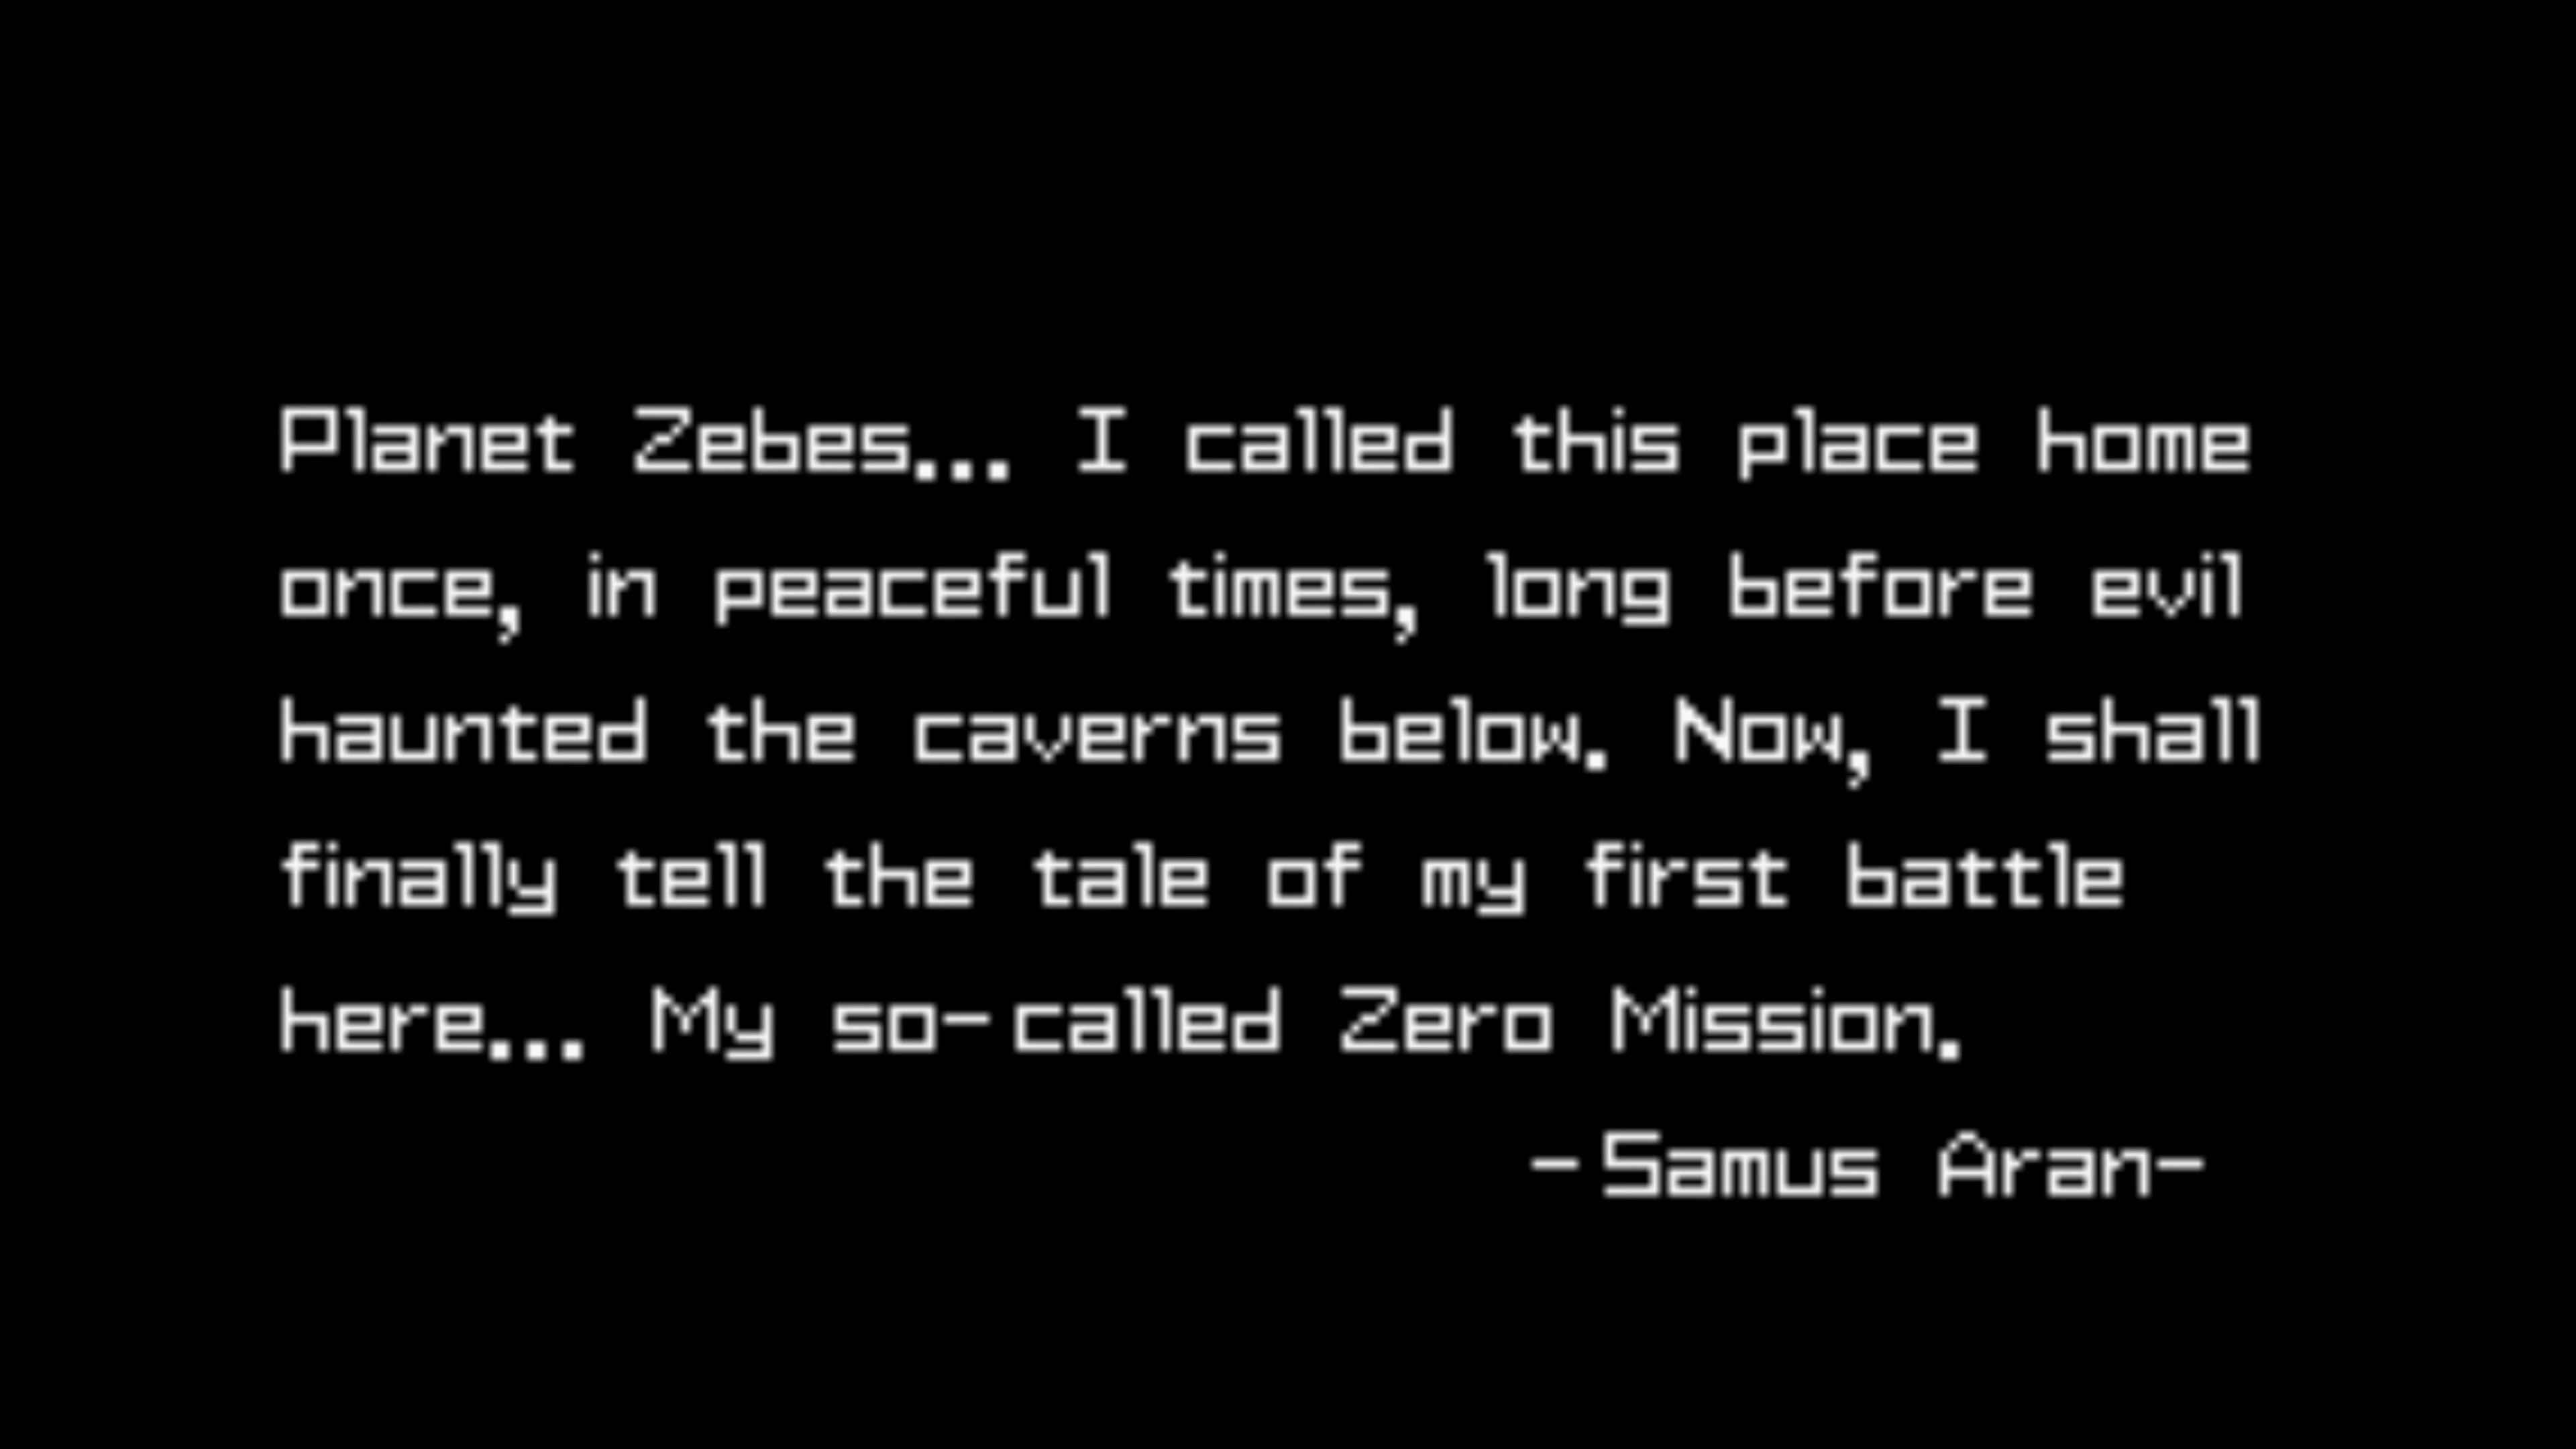 Planet Zebes... I called this place home
once, in peaceful times, long before evil
haunted the caverns below. Now, I shall
finally tell the tale of my first battle
here... My so-called Zero Mission.
-Samus Aran-